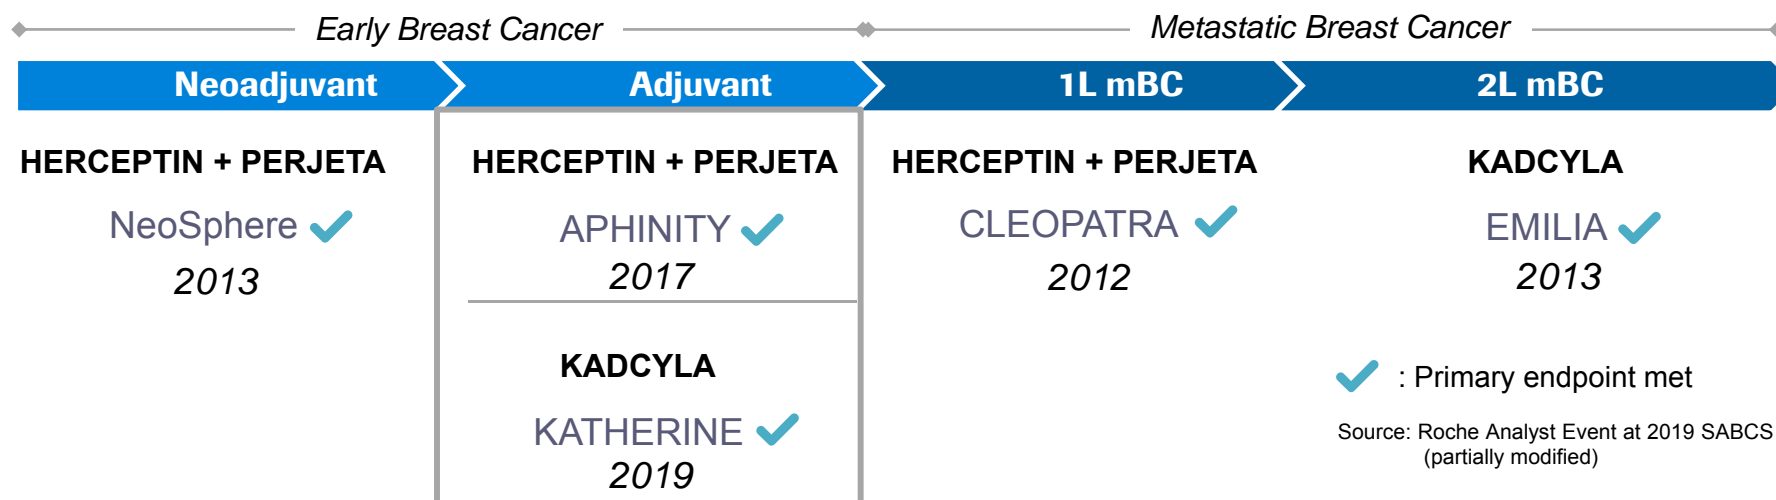 Early Breast Cancer
Metastatic Breast Cancer
Neoadjuvant
Adjuvant
1L mBC
2L mBC
HERCEPTIN + PERJETA
NeoSphere
2013
HERCEPTIN + PERJETA
APHINITY
2017
KADCYLA
KATHERINE
2019
HERCEPTIN + PERJETA
CLEOPATRA
2012
KADCYLA
EMILIA
2013
: Primary endpoint met
Source: Roche Analyst Event at 2019 SABCS
(partially modified)